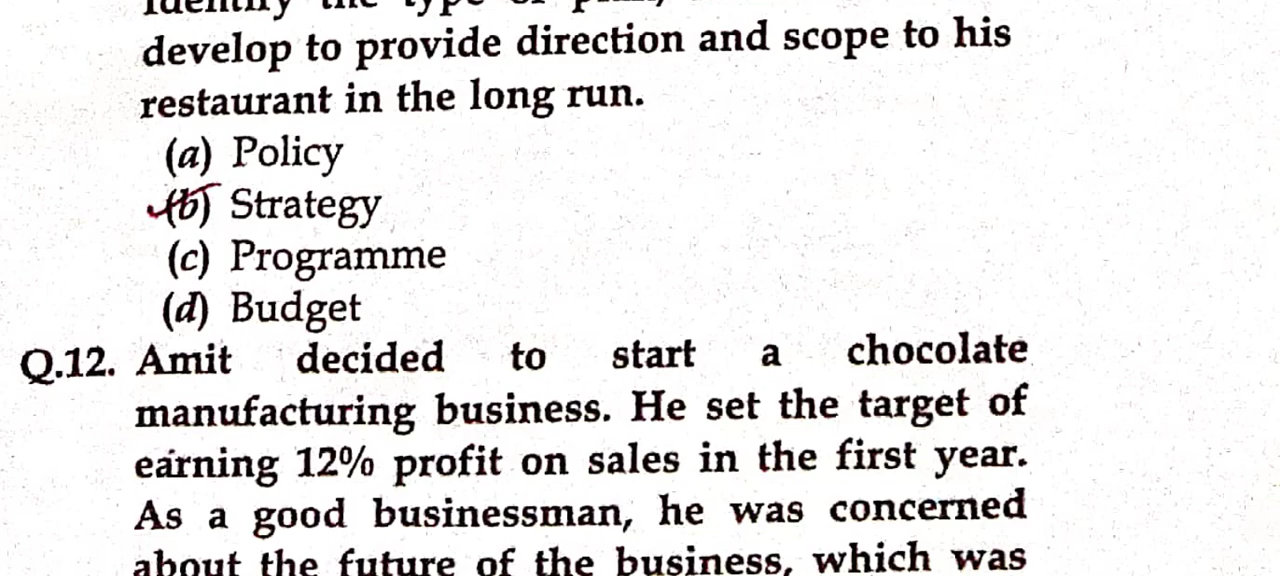 develop to provide direction and scope to his
restaurant in the long run.
(a) Policy
(b) Strategy
(c) Programme
(d) Budget
Q.12. Amit decided to start a chocolate
manufacturing business. He set the target of
earning 12% profit on sales in the first year.
As a good businessman, he was concerned
about the future of the business, which was